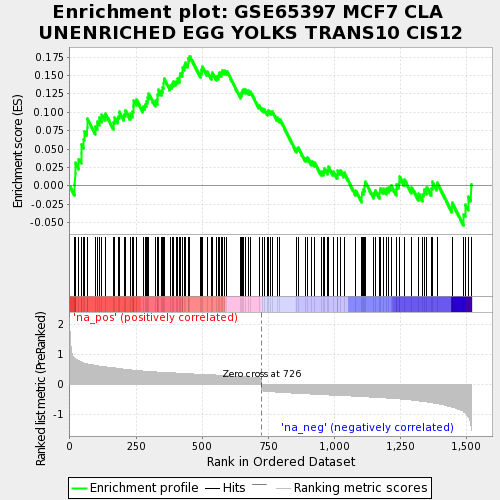 Enrichment plot: GSE65397 MCF7 CLA
UNENRICHED EGG YOLKS TRANS10 CIS12
Enrichment score (ES)
0.175
0.150
0.125
0.100
0.075
0.050
0.025
0.000
-0.025
-0.050
'na_pos' (positively correlated)
Ranked list metric (PreRanked)
2
1
0
-1
Zero cross at 726
'na_neg' (negatively correlated)
0
250
500
750
1,000
1,250
1,500
Rank in Ordered Dataset
Enrichment profile
Hits
Ranking metric scores